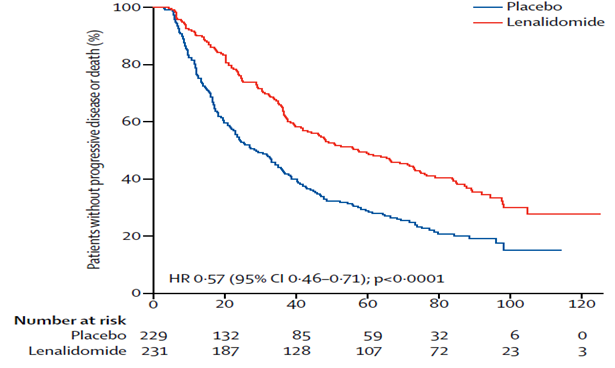 Placebo
Lenalidomide
Patients without progressive disease or death (%)
100
80
60
40
20
0
HR 0·57 (95% CI 0·46–0·71); p<0·0001
0 20 40 60 80 100 120
Number at risk
Placebo 229 132 85 59 32 6 0
Lenalidomide 231 187 128 107 72 23 3